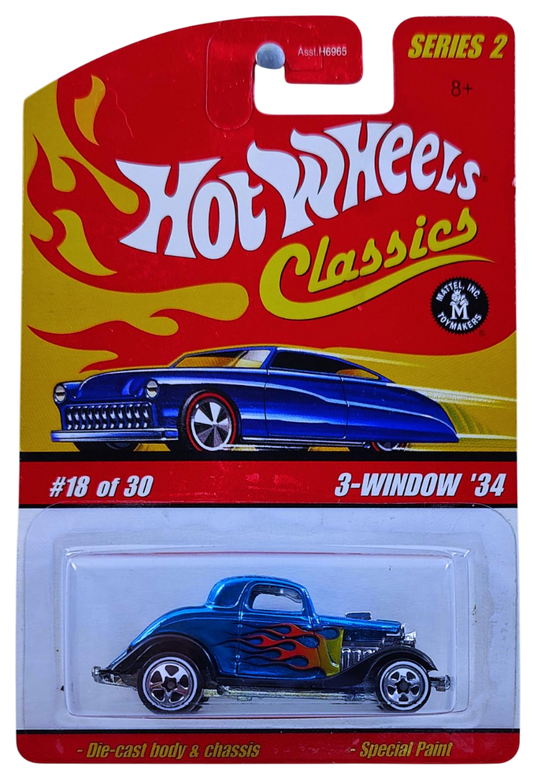 Asst.H6965
SERIES 2
8+
HOT WHEELS
Classics
MATTEL, INC.
M
TOYMAKERS
#18 of 30
3-WINDOW '34
- Die-cast body & chassis
- Special Paint